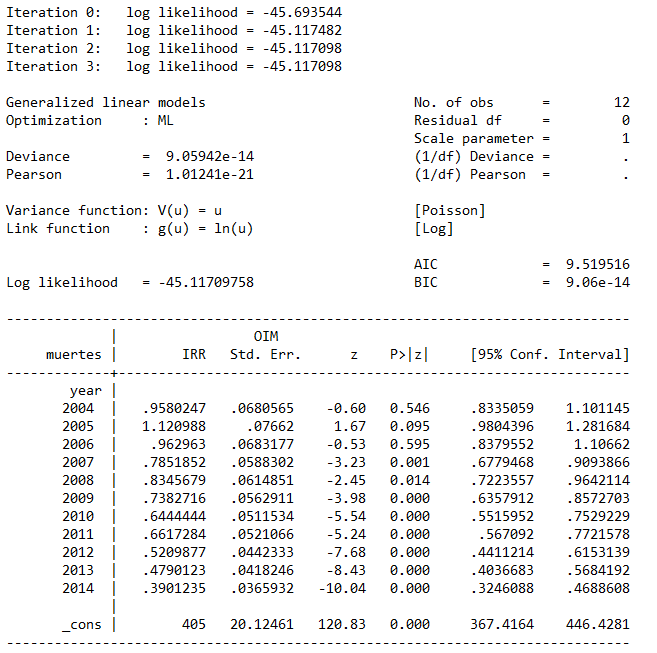 Iteration 0:   log likelihood = -45.693544
Iteration 1:   log likelihood = -45.117482
Iteration 2:   log likelihood = -45.117098
Iteration 3:   log likelihood = -45.117098
Generalized linear models                         No. of obs      =        12
Optimization     : ML                             Residual df     =         0
                                                  Scale parameter =         1
Deviance         =  9.05942e-14                   (1/df) Deviance =         .
Pearson          =  1.01241e-21                   (1/df) Pearson  =         .
Variance function: V(u) = u                       [Poisson]
Link function    : g(u) = ln(u)                   [Log]
                                                  AIC             =  9.519516
Log likelihood   = -45.11709758                   BIC             =  9.06e-14
------------------------------------------------------------------------------
             |                 OIM
     muertes |        IRR   Std. Err.      z    P>|z|     [95% Conf. Interval]
-------------+----------------------------------------------------------------
        year |
       2004  |   .9580247   .0680565    -0.60   0.546     .8335059    1.101145
       2005  |   1.120988     .07662     1.67   0.095     .9804396    1.281684
       2006  |    .962963   .0683177    -0.53   0.595     .8379552     1.10662
       2007  |   .7851852   .0588302    -3.23   0.001     .6779468    .9093866
       2008  |   .8345679   .0614851    -2.45   0.014     .7223557    .9642114
       2009  |   .7382716   .0562911    -3.98   0.000     .6357912    .8572703
       2010  |   .6444444   .0511534    -5.54   0.000     .5515952    .7529229
       2011  |   .6617284   .0521066    -5.24   0.000      .567092    .7721578
       2012  |   .5209877   .0442333    -7.68   0.000     .4411214    .6153139
       2013  |   .4790123   .0418246    -8.43   0.000     .4036683    .5684192
       2014  |   .3901235   .0365932   -10.04   0.000     .3246088    .4688608
             |
       _cons |        405   20.12461   120.83   0.000     367.4164    446.4281
------------------------------------------------------------------------------